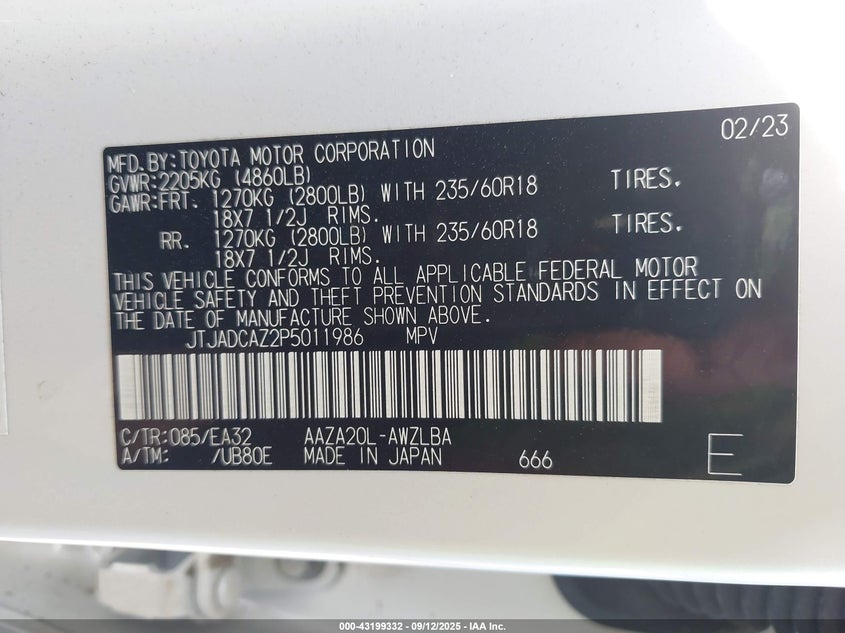 02/23
MFD.BY:TOYOTA MOTOR CORPORATION
GVWR:2205KG (4860LB)
GAWR:FRT. 1270KG (2800LB) WITH 235/60R18 TIRES.
18X7 1/2J RIMS.
RR. 1270KG (2800LB) WITH 235/60R18 TIRES.
18X7 1/2J RIMS.
THIS VEHICLE CONFORMS TO ALL APPLICABLE FEDERAL MOTOR
VEHICLE SAFETY AND THEFT PREVENTION STANDARDS IN EFFECT ON
THE DATE OF MANUFACTURE SHOWN ABOVE.
JTJADCAZ2P5011986 MPV
C/TR:085/EA32 AAZA20L-AWZLBA
A/TM: /UB80E MADE IN JAPAN 666 E
000-43199332 - 09/12/2025 - IAA Inc.